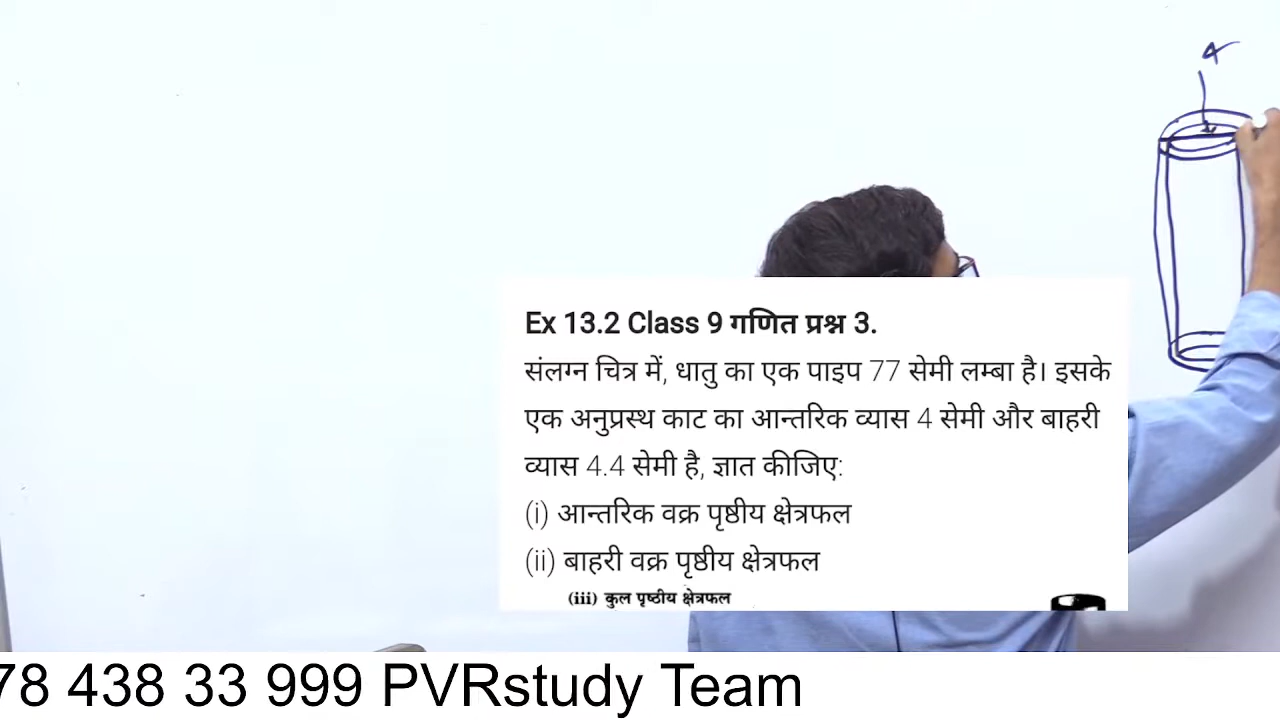 4
Ex 13.2 Class 9 गणित प्रश्न 3.
संलग्न चित्र में, धातु का एक पाइप 77 सेमी लम्बा है। इसके
एक अनुप्रस्थ काट का आन्तरिक व्यास 4 सेमी और बाहरी
व्यास 4.4 सेमी है, ज्ञात कीजिए:
(i) आन्तरिक वक्र पृष्ठीय क्षेत्रफल
(ii) बाहरी वक्र पृष्ठीय क्षेत्रफल
(iii) कुल पृष्ठीय क्षेत्रफल
78 438 33 999 PVRstudy Team